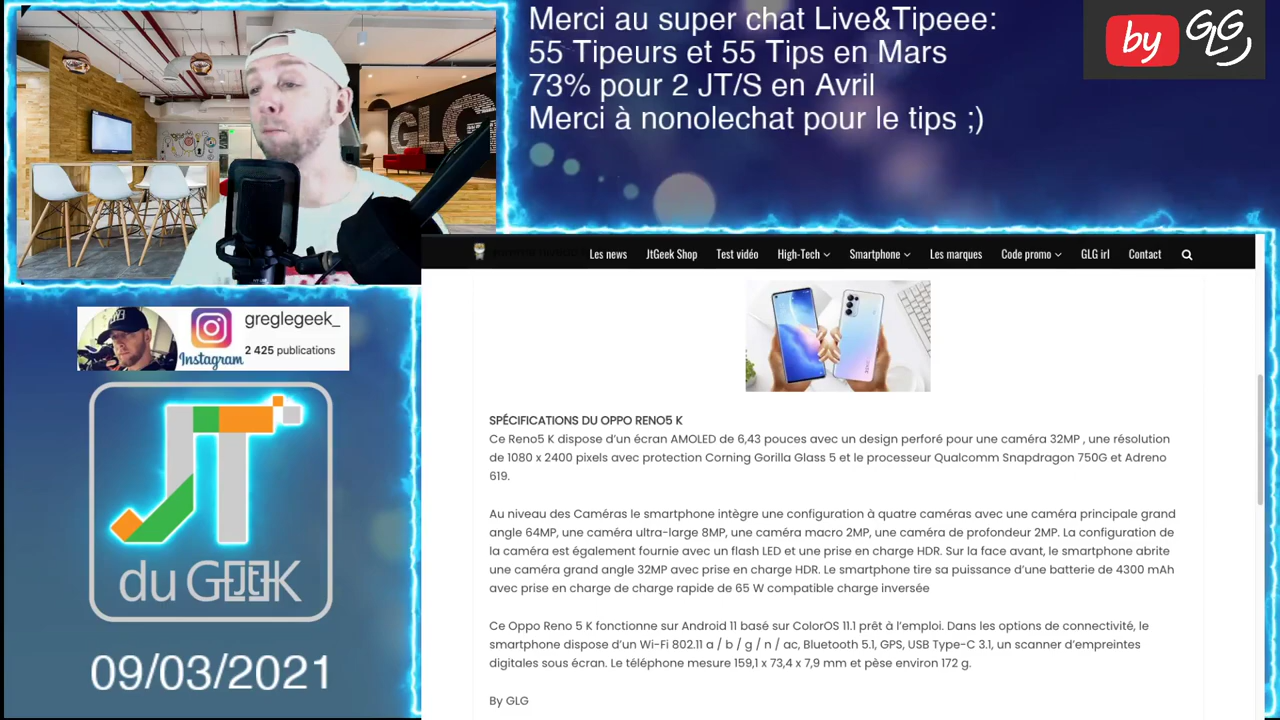 Merci au super chat Live&Tipeee:
55 Tipeurs et 55 Tips en Mars
73% pour 2 JT/S en Avril
Merci à nonolechat pour le tips ;)
by GLG
GLG
greglegeek_
Instagram
2 425 publications
JT
du GEEK
09/03/2021
Les news JtGeek Shop Test vidéo High-Tech Smartphone Les marques Code promo GLG irl Contact
SPÉCIFICATIONS DU OPPO RENO5 K
Ce Reno5 K dispose d'un écran AMOLED de 6,43 pouces avec un design perforé pour une caméra 32MP , une résolution
de 1080 x 2400 pixels avec protection Corning Gorilla Glass 5 et le processeur Qualcomm Snapdragon 750G et Adreno
619.
Au niveau des Caméras le smartphone intègre une configuration à quatre caméras avec une caméra principale grand
angle 64MP, une caméra ultra-large 8MP, une caméra macro 2MP, une caméra de profondeur 2MP. La configuration de
la caméra est également fournie avec un flash LED et une prise en charge HDR. Sur la face avant, le smartphone abrite
une caméra grand angle 32MP avec prise en charge HDR. Le smartphone tire sa puissance d'une batterie de 4300 mAh
avec prise en charge de charge rapide de 65 W compatible charge inversée
Ce Oppo Reno 5 K fonctionne sur Android 11 basé sur ColorOS 11.1 prêt à l'emploi. Dans les options de connectivité, le
smartphone dispose d'un Wi-Fi 802.11 a / b / g / n / ac, Bluetooth 5.1, GPS, USB Type-C 3.1, un scanner d'empreintes
digitales sous écran. Le téléphone mesure 159,1 x 73,4 x 7,9 mm et pèse environ 172 g.
By GLG